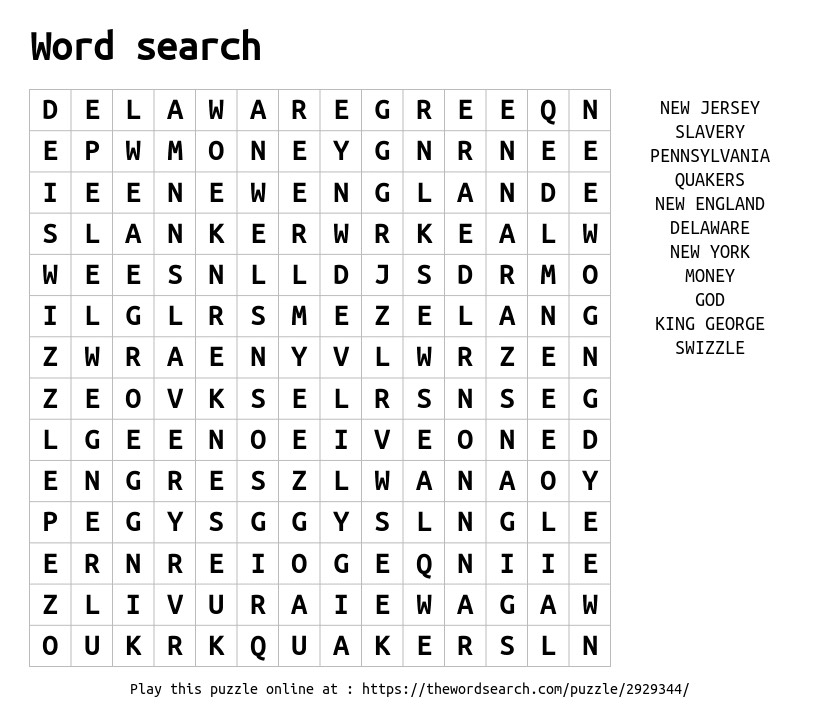 Word search
D E L A W A R E G R E E Q N
E P W M O N E Y G N R N E E
I E E N E W E N G L A N D E
S L A N K E R W R K E A L W
W E E S N L L D J S D R M O
I L G L R S M E Z E L A N G
Z W R A E N Y V L W R Z E N
Z E O V K S E L R S N S E G
L G E E N O E I V E O N E D
E N G R E S Z L W A N A O Y
P E G Y S G G Y S L N G L E
E R N R E I O G E Q N I I E
Z L I V U R A I E W A G A W
O U K R K Q U A K E R S L N
NEW JERSEY
SLAVERY
PENNSYLVANIA
QUAKERS
NEW ENGLAND
DELAWARE
NEW YORK
MONEY
GOD
KING GEORGE
SWIZZLE
Play this puzzle online at : https://thewordsearch.com/puzzle/2929344/